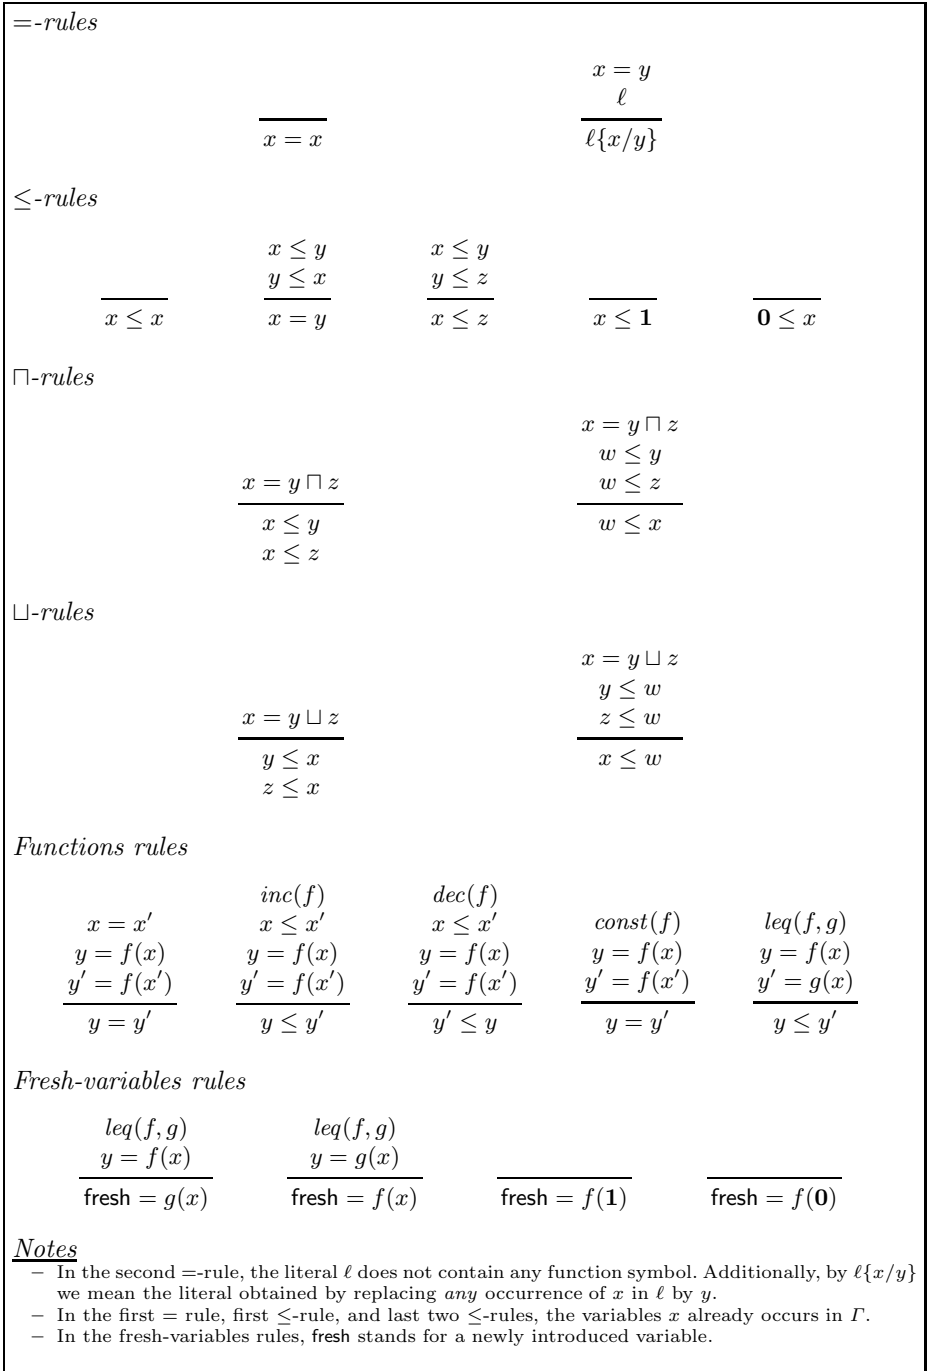 =-rules
x = y
ℓ
x = x    ℓ{x/y}
≤-rules
x ≤ y    x ≤ y
y ≤ x    y ≤ z
x ≤ x    x = y    x ≤ z    x ≤ 1    0 ≤ x
⊓-rules
x = y ⊓ z
w ≤ y
x = y ⊓ z    w ≤ z
x ≤ y    w ≤ x
x ≤ z
⊔-rules
x = y ⊔ z
y ≤ w
x = y ⊔ z    z ≤ w
y ≤ x    x ≤ w
z ≤ x
Functions rules
inc(f)    dec(f)
x = x′    x ≤ x′    x ≤ x′    const(f)    leq(f, g)
y = f(x)    y = f(x)    y = f(x)    y = f(x)    y = f(x)
y′ = f(x′)    y′ = f(x′)    y′ = f(x′)    y′ = f(x′)    y′ = g(x)
y = y′    y ≤ y′    y′ ≤ y    y = y′    y ≤ y′
Fresh-variables rules
leq(f, g)    leq(f, g)
y = f(x)    y = g(x)
fresh = g(x)    fresh = f(x)    fresh = f(1)    fresh = f(0)
Notes
– In the second =-rule, the literal ℓ does not contain any function symbol. Additionally, by ℓ{x/y}
we mean the literal obtained by replacing any occurrence of x in ℓ by y.
– In the first = rule, first ≤-rule, and last two ≤-rules, the variables x already occurs in Γ.
– In the fresh-variables rules, fresh stands for a newly introduced variable.